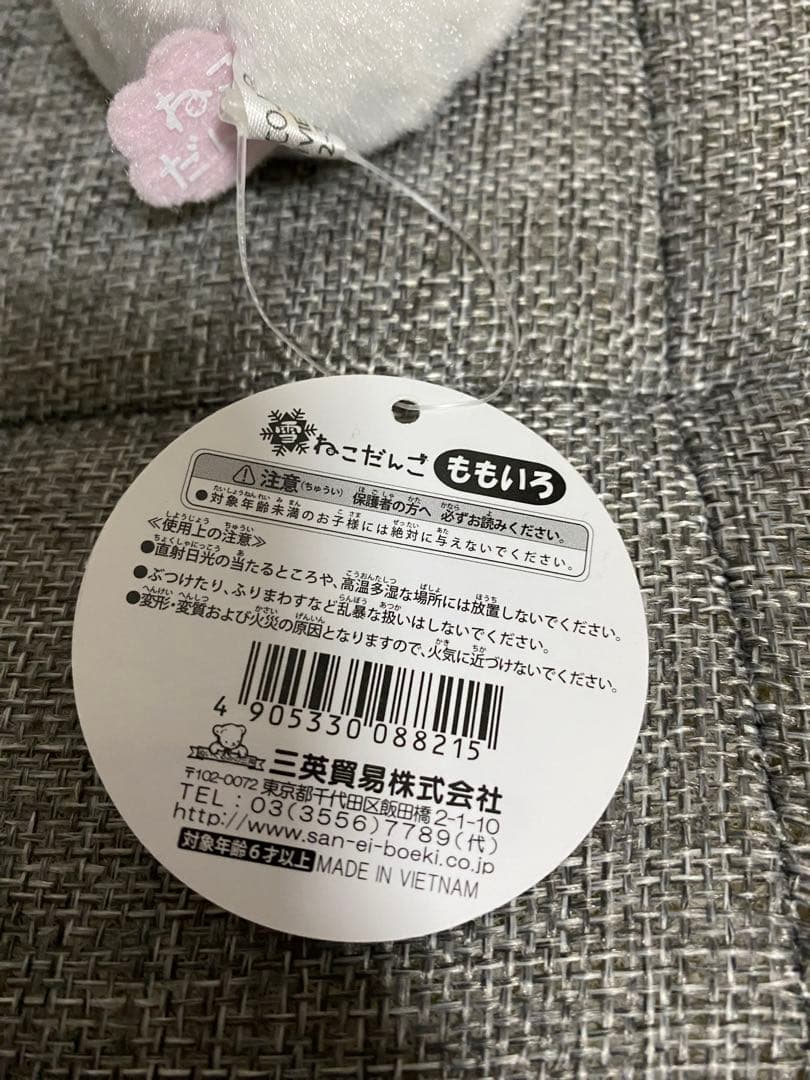 ねこ
だんご
雪 ねこだんご ももいろ
注意(ちゅうい) 保護者の方へ 必ずお読みください。
●対象年齢未満のお子様には絶対に与えないでください。
≪使用上の注意≫
●直射日光の当たるところや、高温多湿な場所には放置しないでください。
●ぶつけたり、ふりまわすなど乱暴な扱いはしないでください。
●変形・変質および火災の原因となりますので、火気に近づけないでください。
4 905330 088215
三英貿易株式会社
〒102-0072 東京都千代田区飯田橋 2-1-10
TEL : 03(3556)7789(代)
http://www.san-ei-boeki.co.jp
対象年齢6才以上 MADE IN VIETNAM